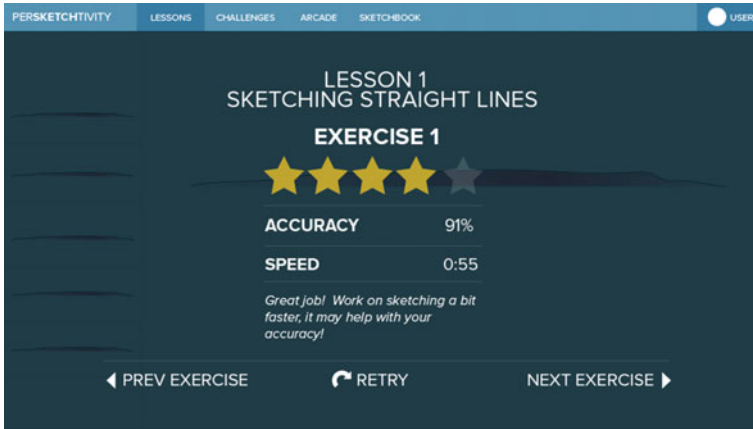 PERSKETCHTIVITY LESSONS CHALLENGES ARCADE SKETCHBOOK USER
LESSON 1
SKETCHING STRAIGHT LINES
EXERCISE 1
ACCURACY 91%
SPEED 0:55
Great job! Work on sketching a bit
faster, it may help with your
accuracy!
PREV EXERCISE RETRY NEXT EXERCISE